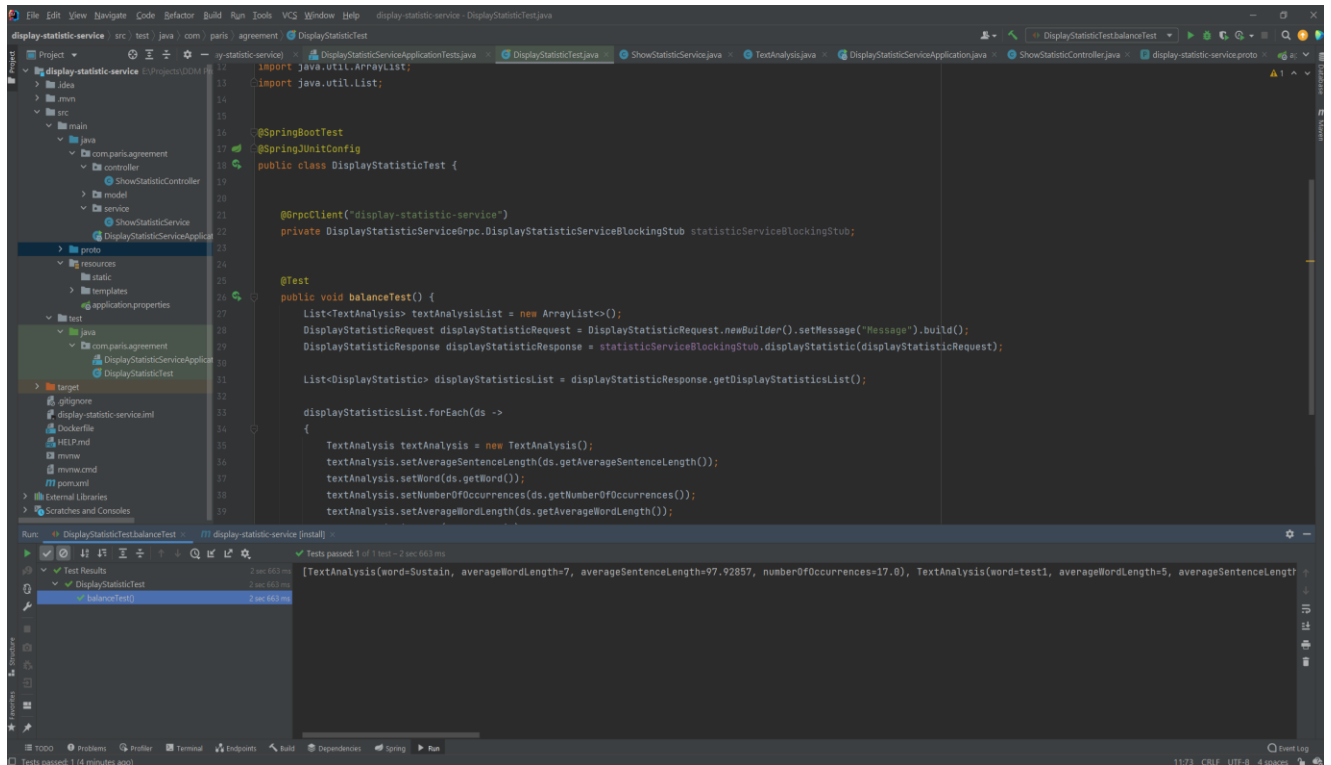 File Edit View Navigate Code Refactor Build Run Tools VCS Window Help display-statistic-service - DisplayStatisticTest.java
display-statistic-service src test java com paris agreement DisplayStatisticTest
DisplayStatisticTest.balanceTest
Project
y-statistic-service) DisplayStatisticServiceApplicationTests.java DisplayStatisticTest.java ShowStatisticService.java TextAnalysis.java DisplayStatisticServiceApplication.java ShowStatisticController.java display-statistic-service.proto
display-statistic-service E:\Projects\DDM
.idea
.mvn
src
main
java
com.paris.agreement
controller
ShowStatisticController
model
service
ShowStatisticService
DisplayStatisticServiceApplicat
proto
resources
static
templates
application.properties
test
java
com.paris.agreement
DisplayStatisticServiceApplicat
DisplayStatisticTest
target
.gitignore
display-statistic-service.iml
Dockerfile
HELP.md
mvnw
mvnw.cmd
pom.xml
External Libraries
Scratches and Consoles
12 import java.util.ArrayList;
13 import java.util.List;
14
15
16 @SpringBootTest
17 @SpringJUnitConfig
18 public class DisplayStatisticTest {
19
20
21 @GrpcClient("display-statistic-service")
22 private DisplayStatisticServiceGrpc.DisplayStatisticServiceBlockingStub statisticServiceBlockingStub;
23
24
25 @Test
26 public void balanceTest() {
27 List<TextAnalysis> textAnalysisList = new ArrayList<>();
28 DisplayStatisticRequest displayStatisticRequest = DisplayStatisticRequest.newBuilder().setMessage("Message").build();
29 DisplayStatisticResponse displayStatisticResponse = statisticServiceBlockingStub.displayStatistic(displayStatisticRequest);
30
31 List<DisplayStatistic> displayStatisticsList = displayStatisticResponse.getDisplayStatisticsList();
32
33 displayStatisticsList.forEach(ds ->
34 {
35 TextAnalysis textAnalysis = new TextAnalysis();
36 textAnalysis.setAverageSentenceLength(ds.getAverageSentenceLength());
37 textAnalysis.setWord(ds.getWord());
38 textAnalysis.setNumberOfOccurrences(ds.getNumberOfOccurrences());
39 textAnalysis.setAverageWordLength(ds.getAverageWordLength());
1
Database
Maven
Project
Structure
Favorites
Run: DisplayStatisticTest.balanceTest display-statistic-service [install]
Tests passed: 1 of 1 test – 2 sec 663 ms
Test Results 2 sec 663 ms
DisplayStatisticTest 2 sec 663 ms
balanceTest() 2 sec 663 ms
[TextAnalysis(word=Sustain, averageWordLength=7, averageSentenceLength=97.92857, numberOfOccurrences=17.0), TextAnalysis(word=test1, averageWordLength=5, averageSentenceLength
TODO Problems Profiler Terminal Endpoints Build Dependencies Spring Run Event Log
Tests passed: 1 (4 minutes ago) 11:73 CRLF UTF-8 4 spaces